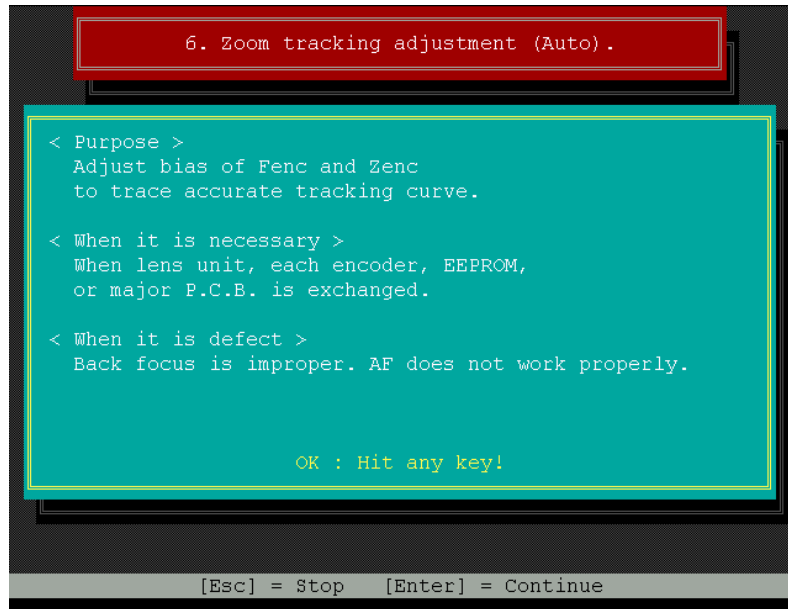 6. Zoom tracking adjustment (Auto).
< Purpose >
Adjust bias of Fenc and Zenc
to trace accurate tracking curve.
< When it is necessary >
When lens unit, each encoder, EEPROM,
or major P.C.B. is exchanged.
< When it is defect >
Back focus is improper. AF does not work properly.
OK : Hit any key!
[Esc] = Stop [Enter] = Continue